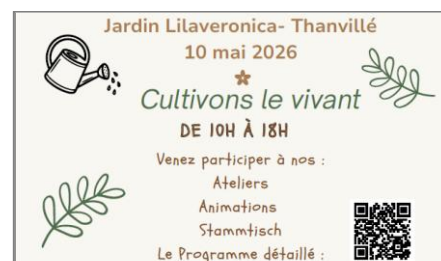 Jardin Lilaveronica- Thanvillé
10 mai 2026
Cultivons le vivant
DE 10H À 18H
Venez participer à nos :
Ateliers
Animations
Stammtisch
Le Programme détaillé :